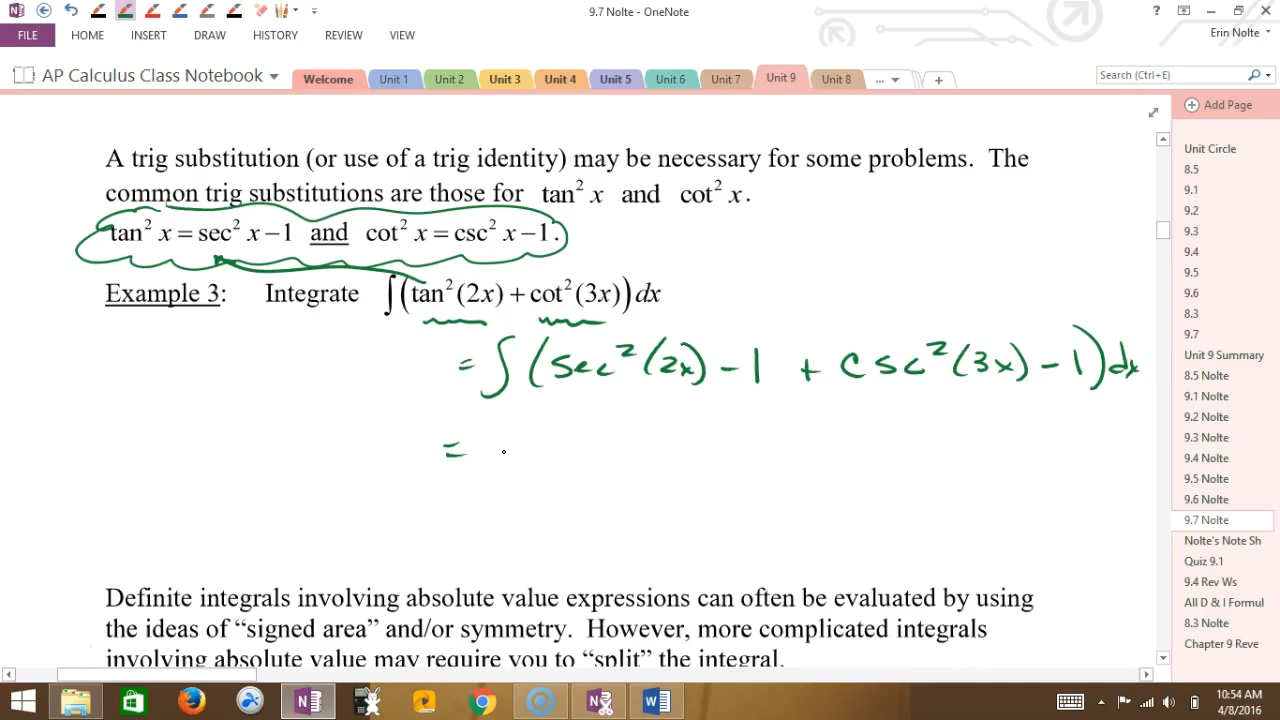 9.7 Nolte - OneNote
FILE HOME INSERT DRAW HISTORY REVIEW VIEW
Erin Nolte
AP Calculus Class Notebook Welcome Unit 1 Unit 2 Unit 3 Unit 4 Unit 5 Unit 6 Unit 7 Unit 9 Unit 8 ...
Search (Ctrl+E)
A trig substitution (or use of a trig identity) may be necessary for some problems. The
common trig substitutions are those for tan² x and cot² x.
tan² x = sec² x − 1 and cot² x = csc² x − 1.
Example 3: Integrate ∫(tan² (2x) + cot² (3x)) dx
= ∫ (sec² (2x) - 1 + csc² (3x) - 1) dx
=
Definite integrals involving absolute value expressions can often be evaluated by using
the ideas of “signed area” and/or symmetry. However, more complicated integrals
involving absolute value may require you to “split” the integral.
Add Page
Unit Circle
8.5
9.1
9.2
9.3
9.4
9.5
9.6
8.3
9.7
Unit 9 Summary
8.5 Nolte
9.1 Nolte
9.2 Nolte
9.3 Nolte
9.4 Nolte
9.5 Nolte
9.6 Nolte
9.7 Nolte
Nolte's Note Sh
Quiz 9.1
9.4 Rev Ws
All D & I Formul
8.3 Nolte
Chapter 9 Reve
10:54 AM
4/8/2016